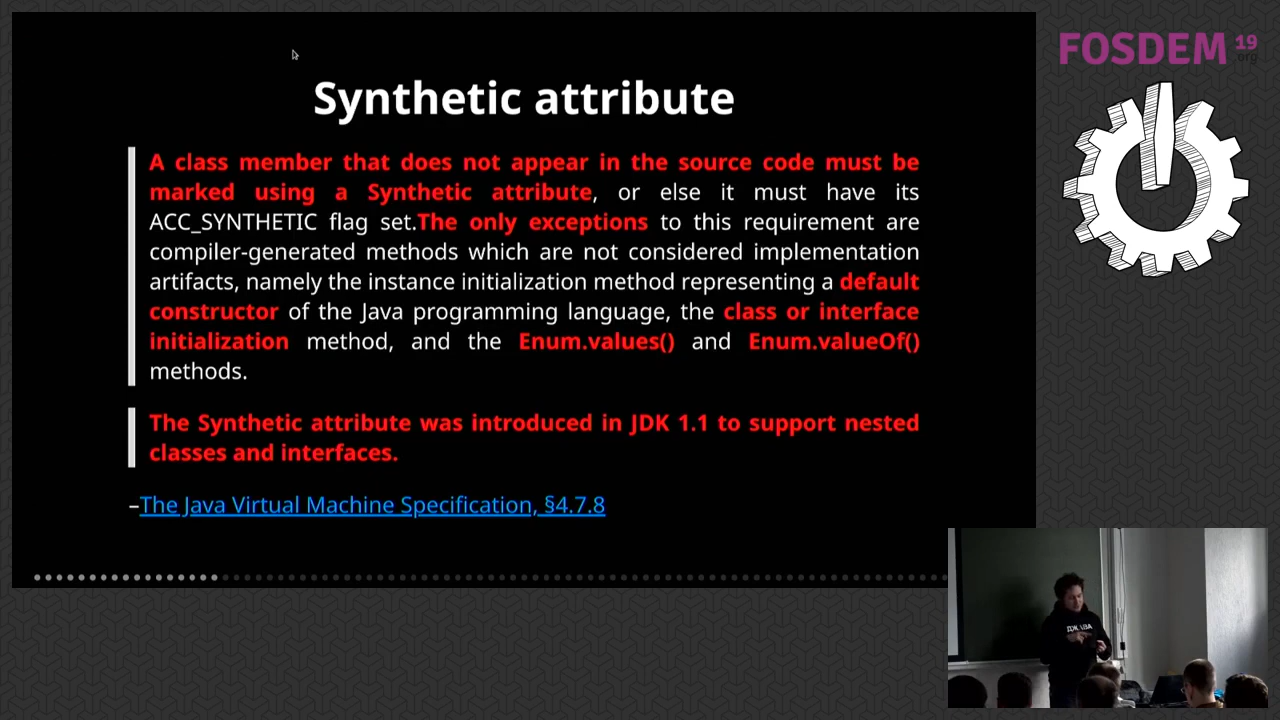 Synthetic attribute
A class member that does not appear in the source code must be
marked using a Synthetic attribute, or else it must have its
ACC_SYNTHETIC flag set.The only exceptions to this requirement are
compiler-generated methods which are not considered implementation
artifacts, namely the instance initialization method representing a default
constructor of the Java programming language, the class or interface
initialization method, and the Enum.values() and Enum.valueOf()
methods.
The Synthetic attribute was introduced in JDK 1.1 to support nested
classes and interfaces.
–The Java Virtual Machine Specification, §4.7.8
FOSDEM 19
.org